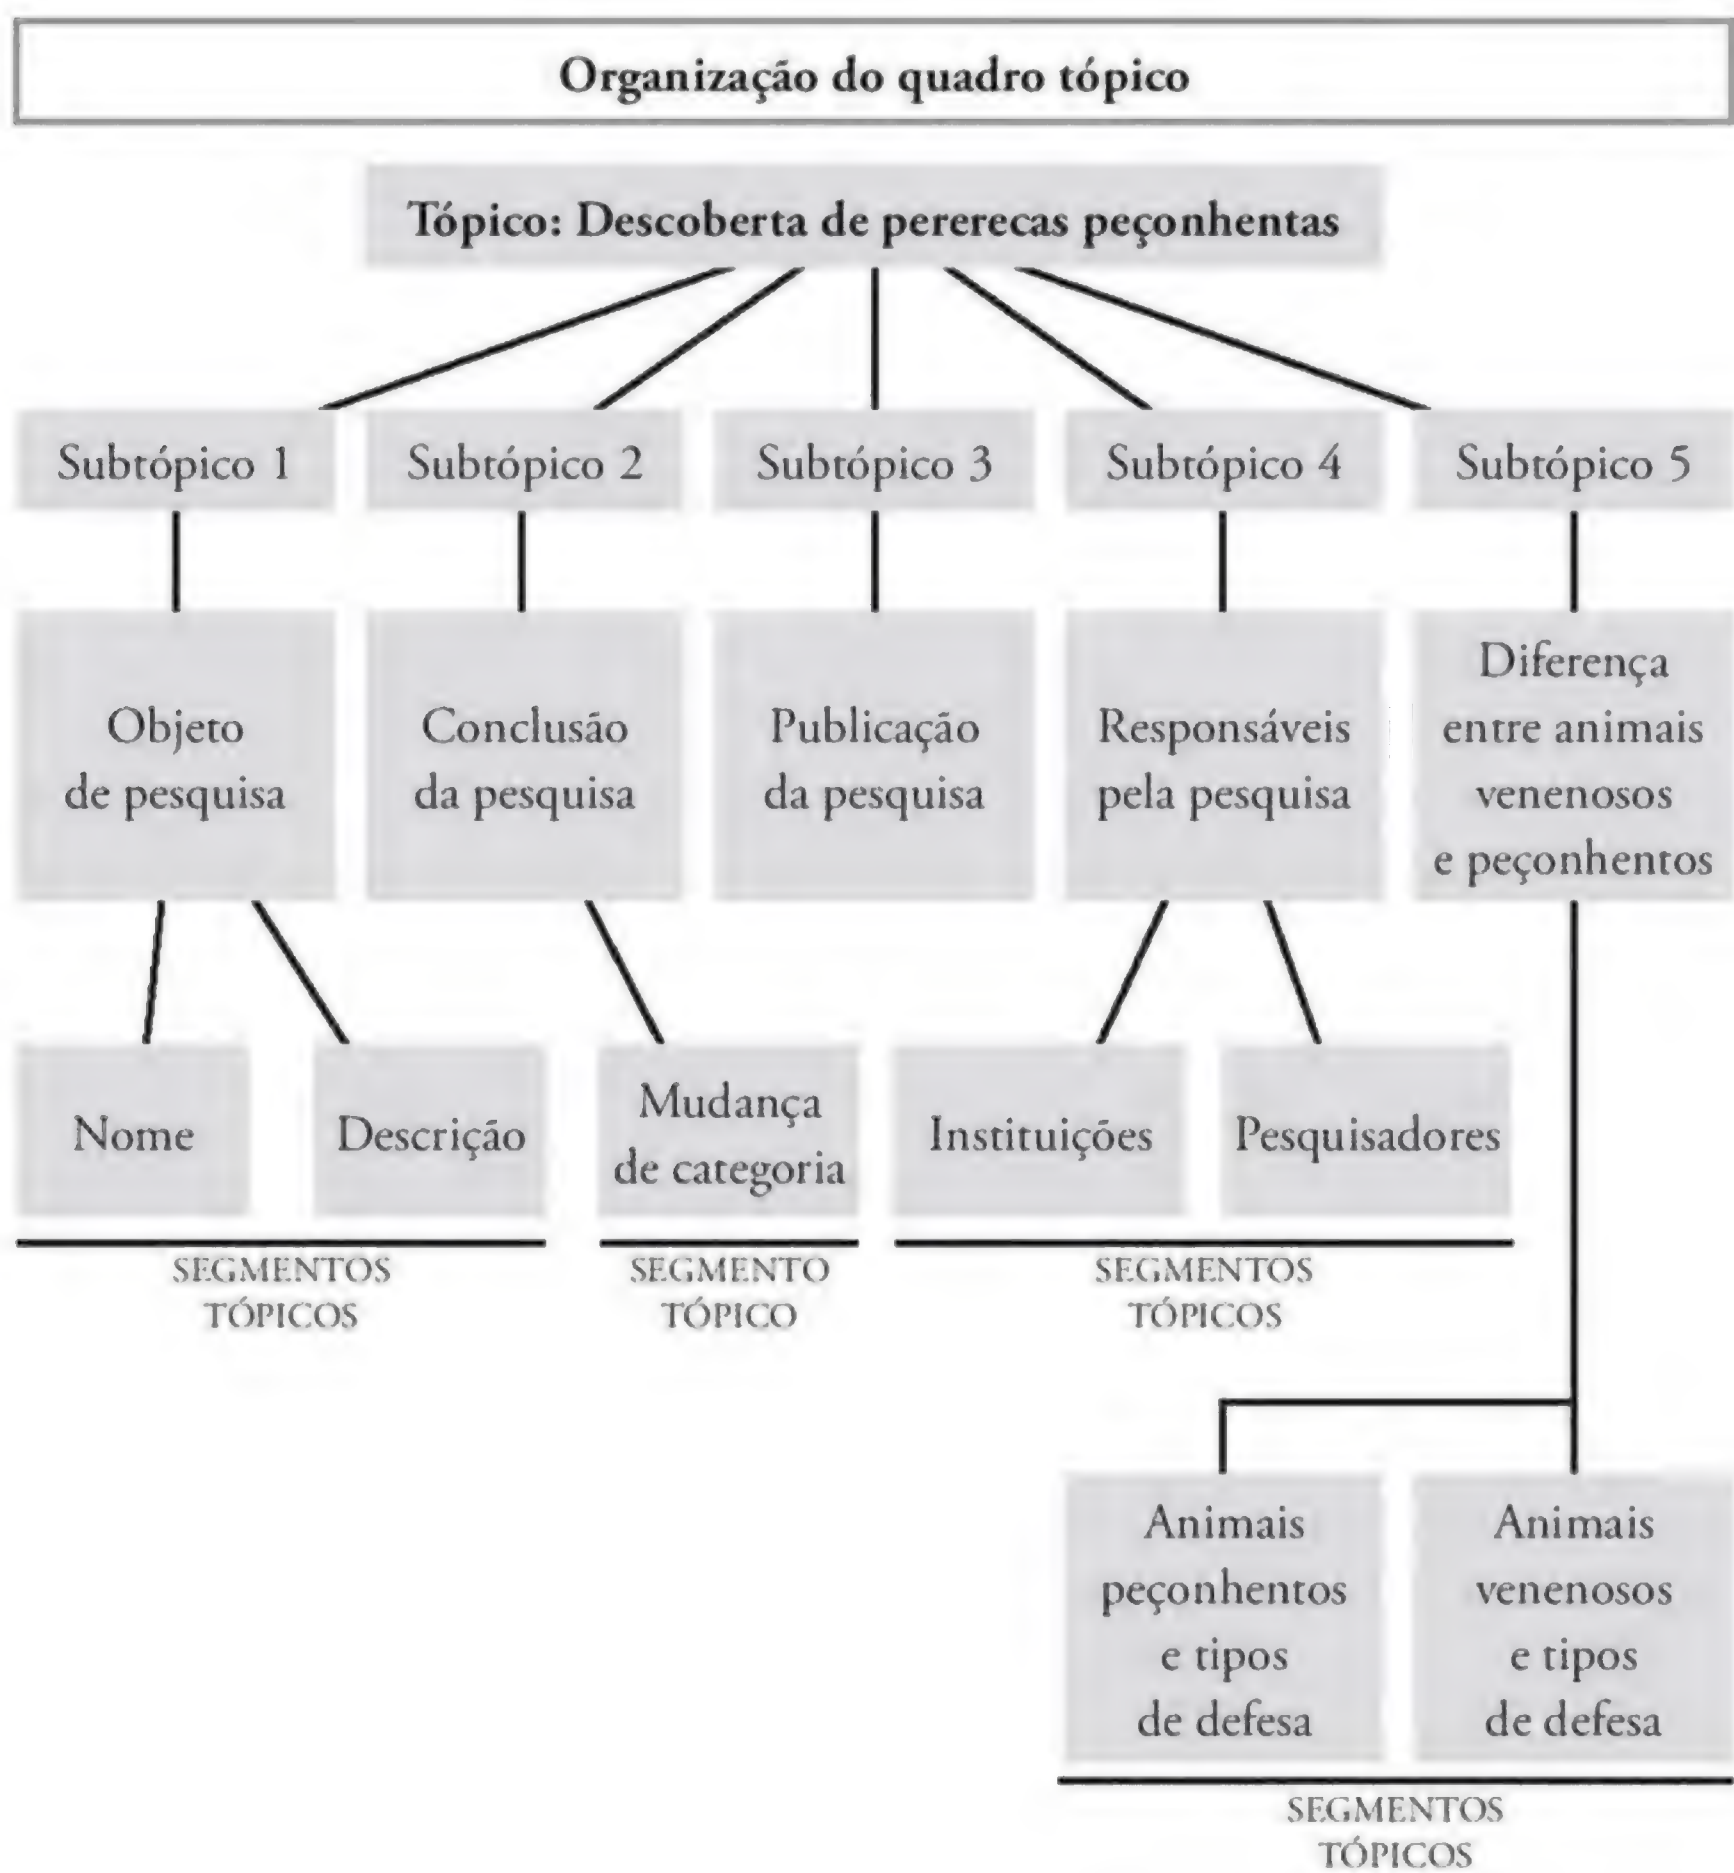 Organização do quadro tópico
Tópico: Descoberta de pererecas peçonhentas
Subtópico 1
Subtópico 2
Subtópico 3
Subtópico 4
Subtópico 5
Objeto
de pesquisa
Conclusão
da pesquisa
Publicação
da pesquisa
Responsáveis
pela pesquisa
Diferença
entre animais
venenosos
e peçonhentos
Nome
Descrição
Mudança
de categoria
Instituições
Pesquisadores
SEGMENTOS
TÓPICOS
SEGMENTO
TÓPICO
SEGMENTOS
TÓPICOS
Animais
peçonhentos
e tipos
de defesa
Animais
venenosos
e tipos
de defesa
SEGMENTOS
TÓPICOS